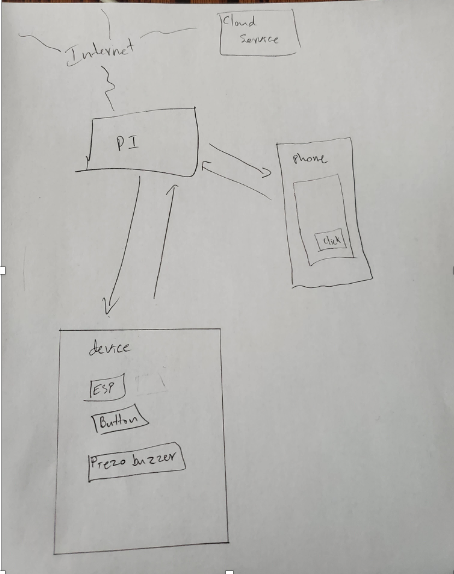 Cloud
Service
Internet
PI
phone
click
device
ESP
Button
Piezo buzzer